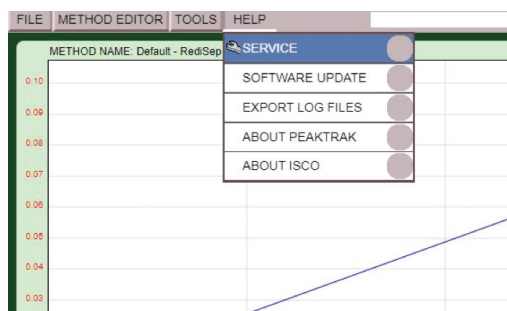 FILE METHOD EDITOR TOOLS HELP
METHOD NAME: Default - RediSep
SERVICE
SOFTWARE UPDATE
EXPORT LOG FILES
ABOUT PEAKTRAK
ABOUT ISCO
0.10
0.09
0.08
0.07
0.06
0.05
0.04
0.03